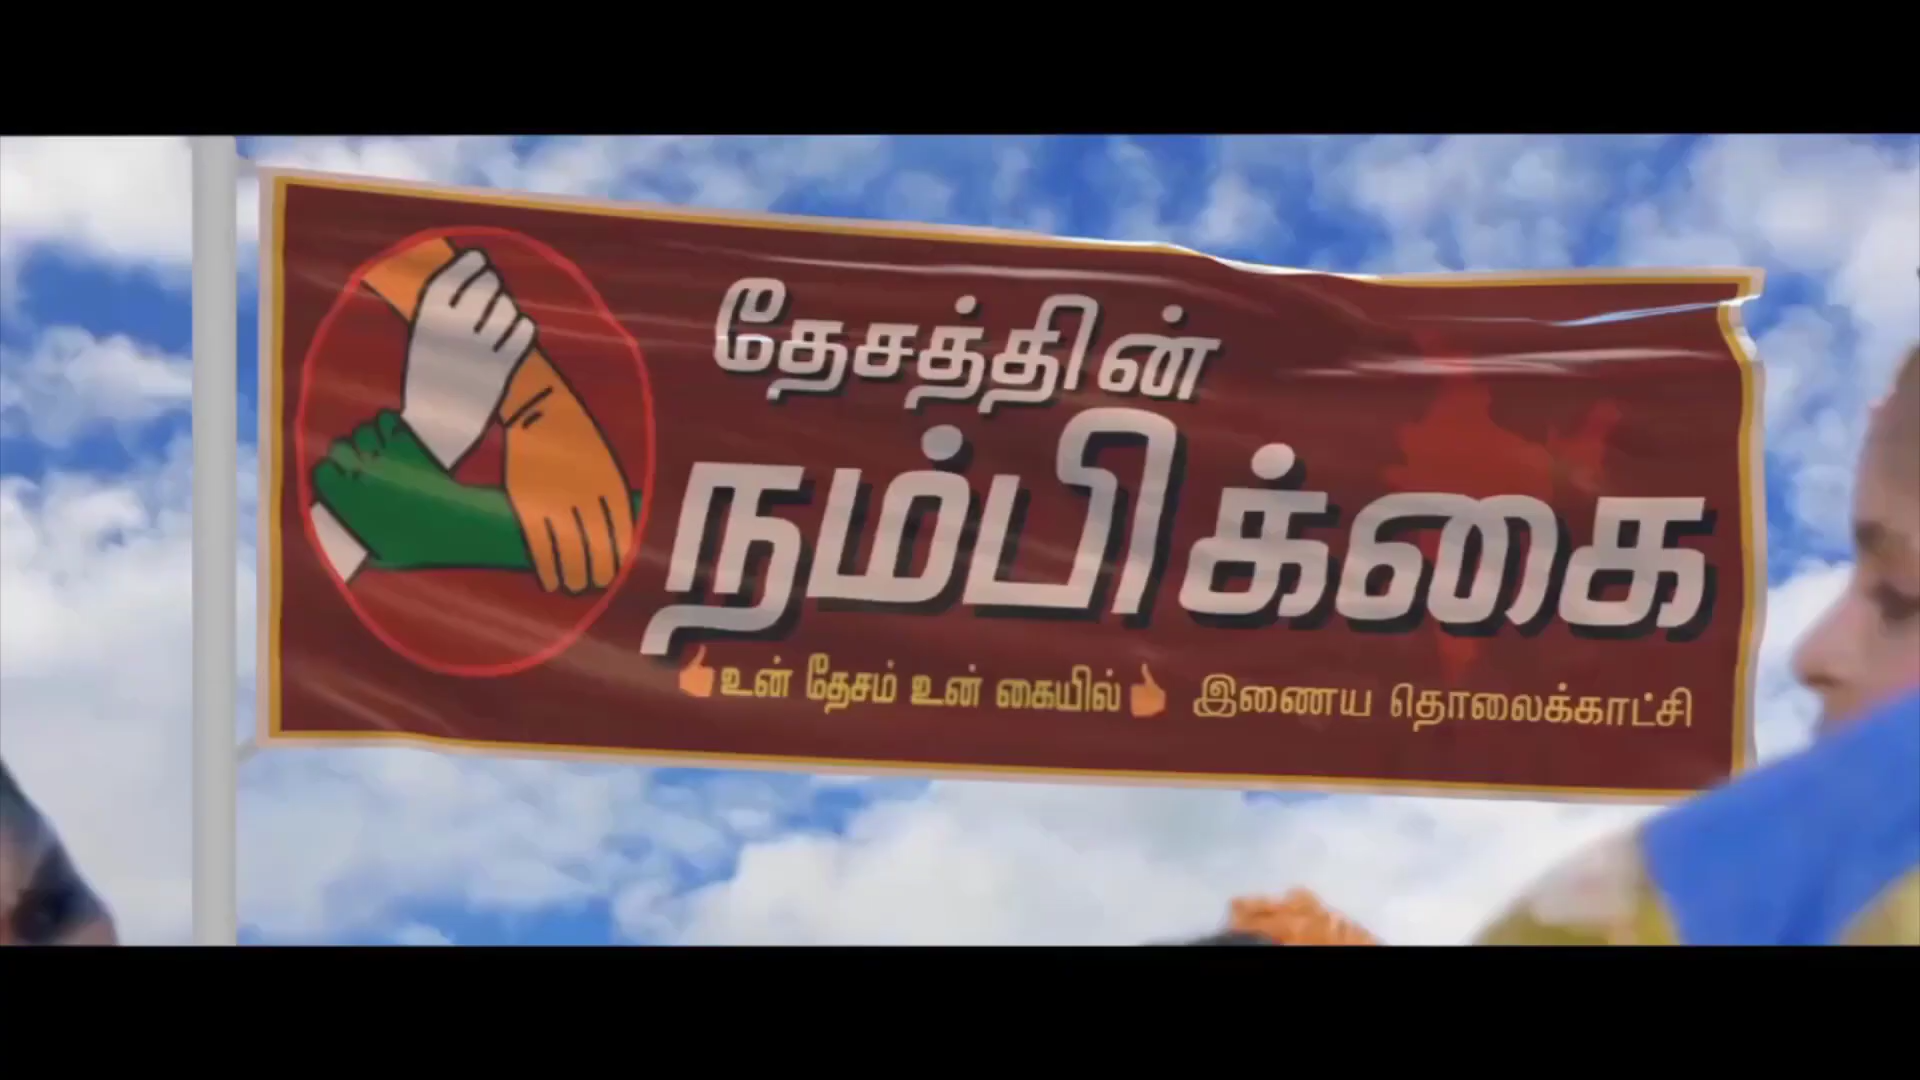 தேசத்தின்
நம்பிக்கை
உன் தேசம் உன் கையில் இணைய தொலைக்காட்சி